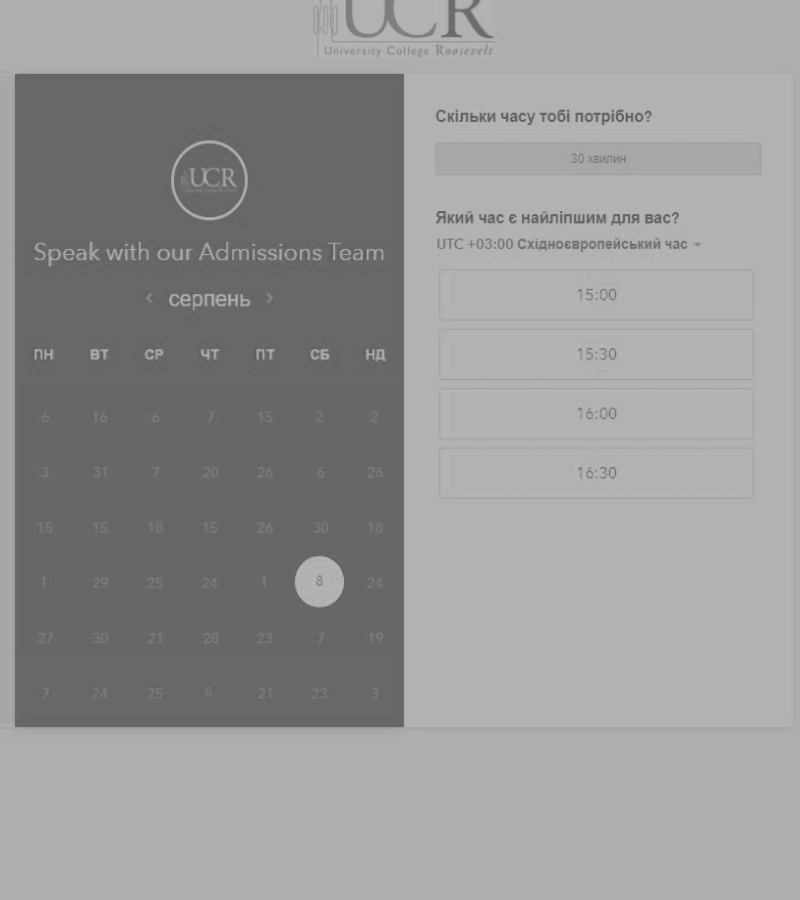 UCR
University College Roosevelt
UCR
Speak with our Admissions Team
серпень
ПН ВТ СР ЧТ ПТ СБ НД
6 16 6 7 15 2 2
3 31 7 20 26 6 26
15 15 18 15 26 30 18
1 29 25 24 1 8 24
27 30 21 28 23 7 19
7 24 25 5 21 23 3
Скільки часу тобі потрібно?
30 хвилин
Який час є найліпшим для вас?
UTC +03:00 Східноєвропейський час
15:00
15:30
16:00
16:30